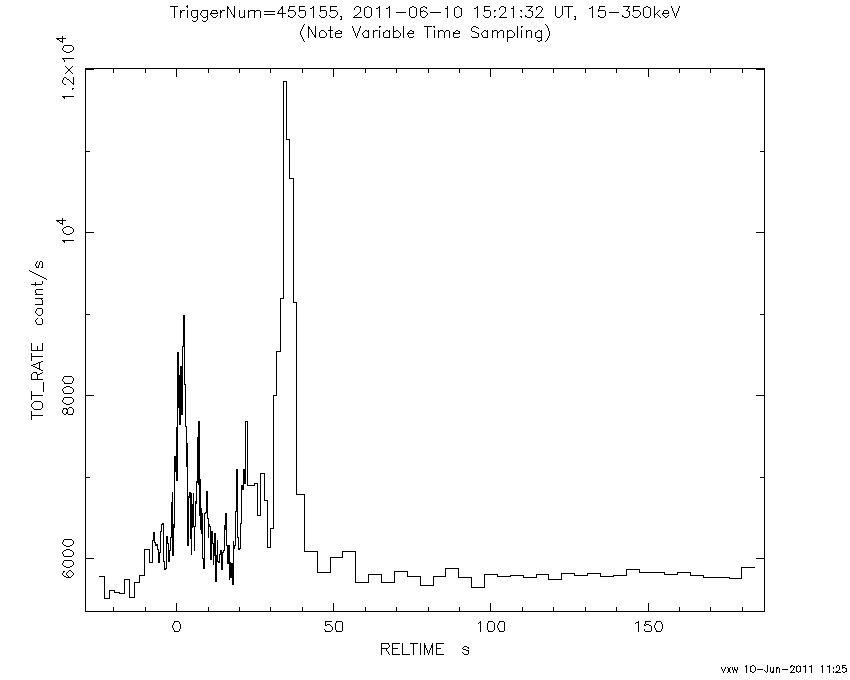 TriggerNum=455155, 2011-06-10 15:21:32 UT, 15-350keV
(Note Variable Time Sampling)
1.2×10⁴
10⁴
8000
6000
TOT_RATE count/s
0 50 100 150
RELTIME s
vxw 10-Jun-2011 11:25